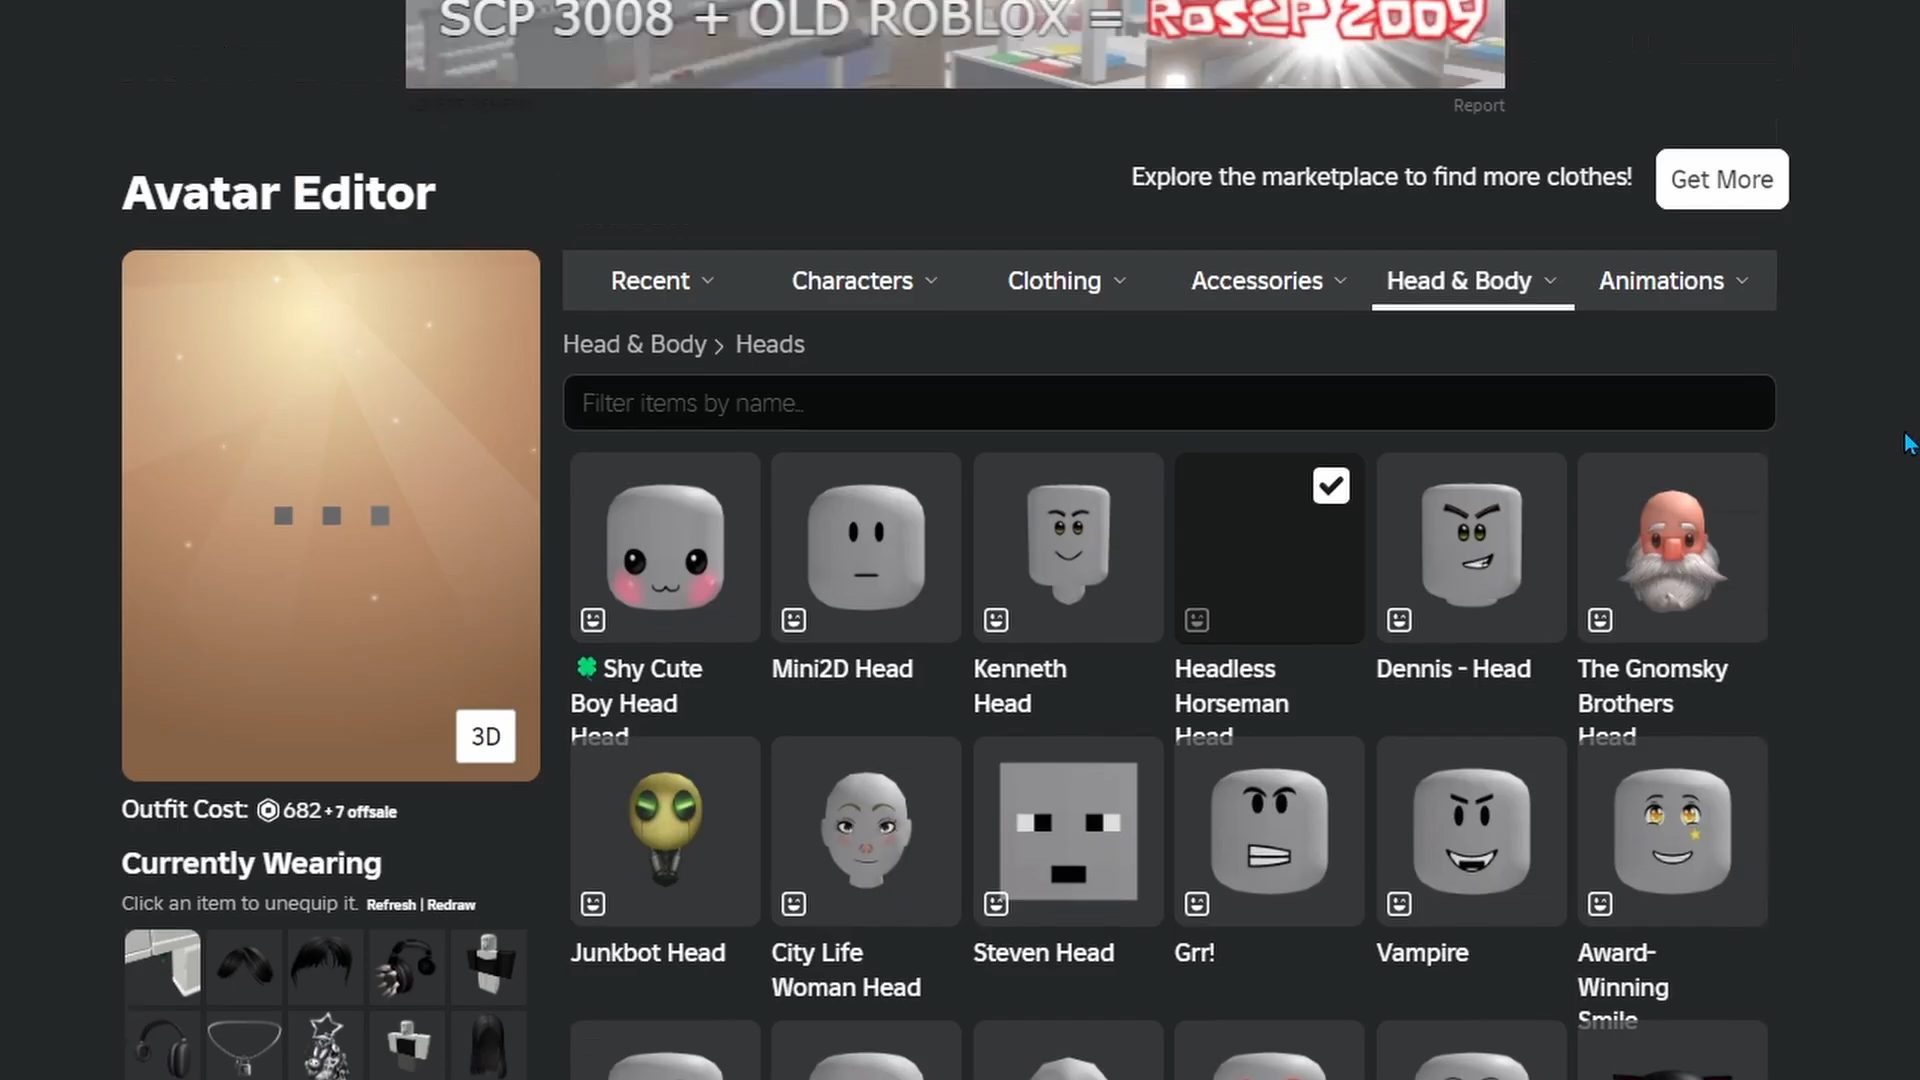 SCP 3008 + OLD ROBLOX = RoSCP 2009
Report
Avatar Editor
Explore the marketplace to find more clothes!
Get More
Recent
Characters
Clothing
Accessories
Head & Body
Animations
Head & Body > Heads
Filter items by name...
3D
Shy Cute
Boy Head
Head
Mini2D Head
Kenneth
Head
Headless
Horseman
Head
Dennis - Head
The Gnomsky
Brothers
Head
Outfit Cost: 682 + 7 offsale
Currently Wearing
Click an item to unequip it. Refresh | Redraw
Junkbot Head
City Life
Woman Head
Steven Head
Grr!
Vampire
Award-
Winning
Smile